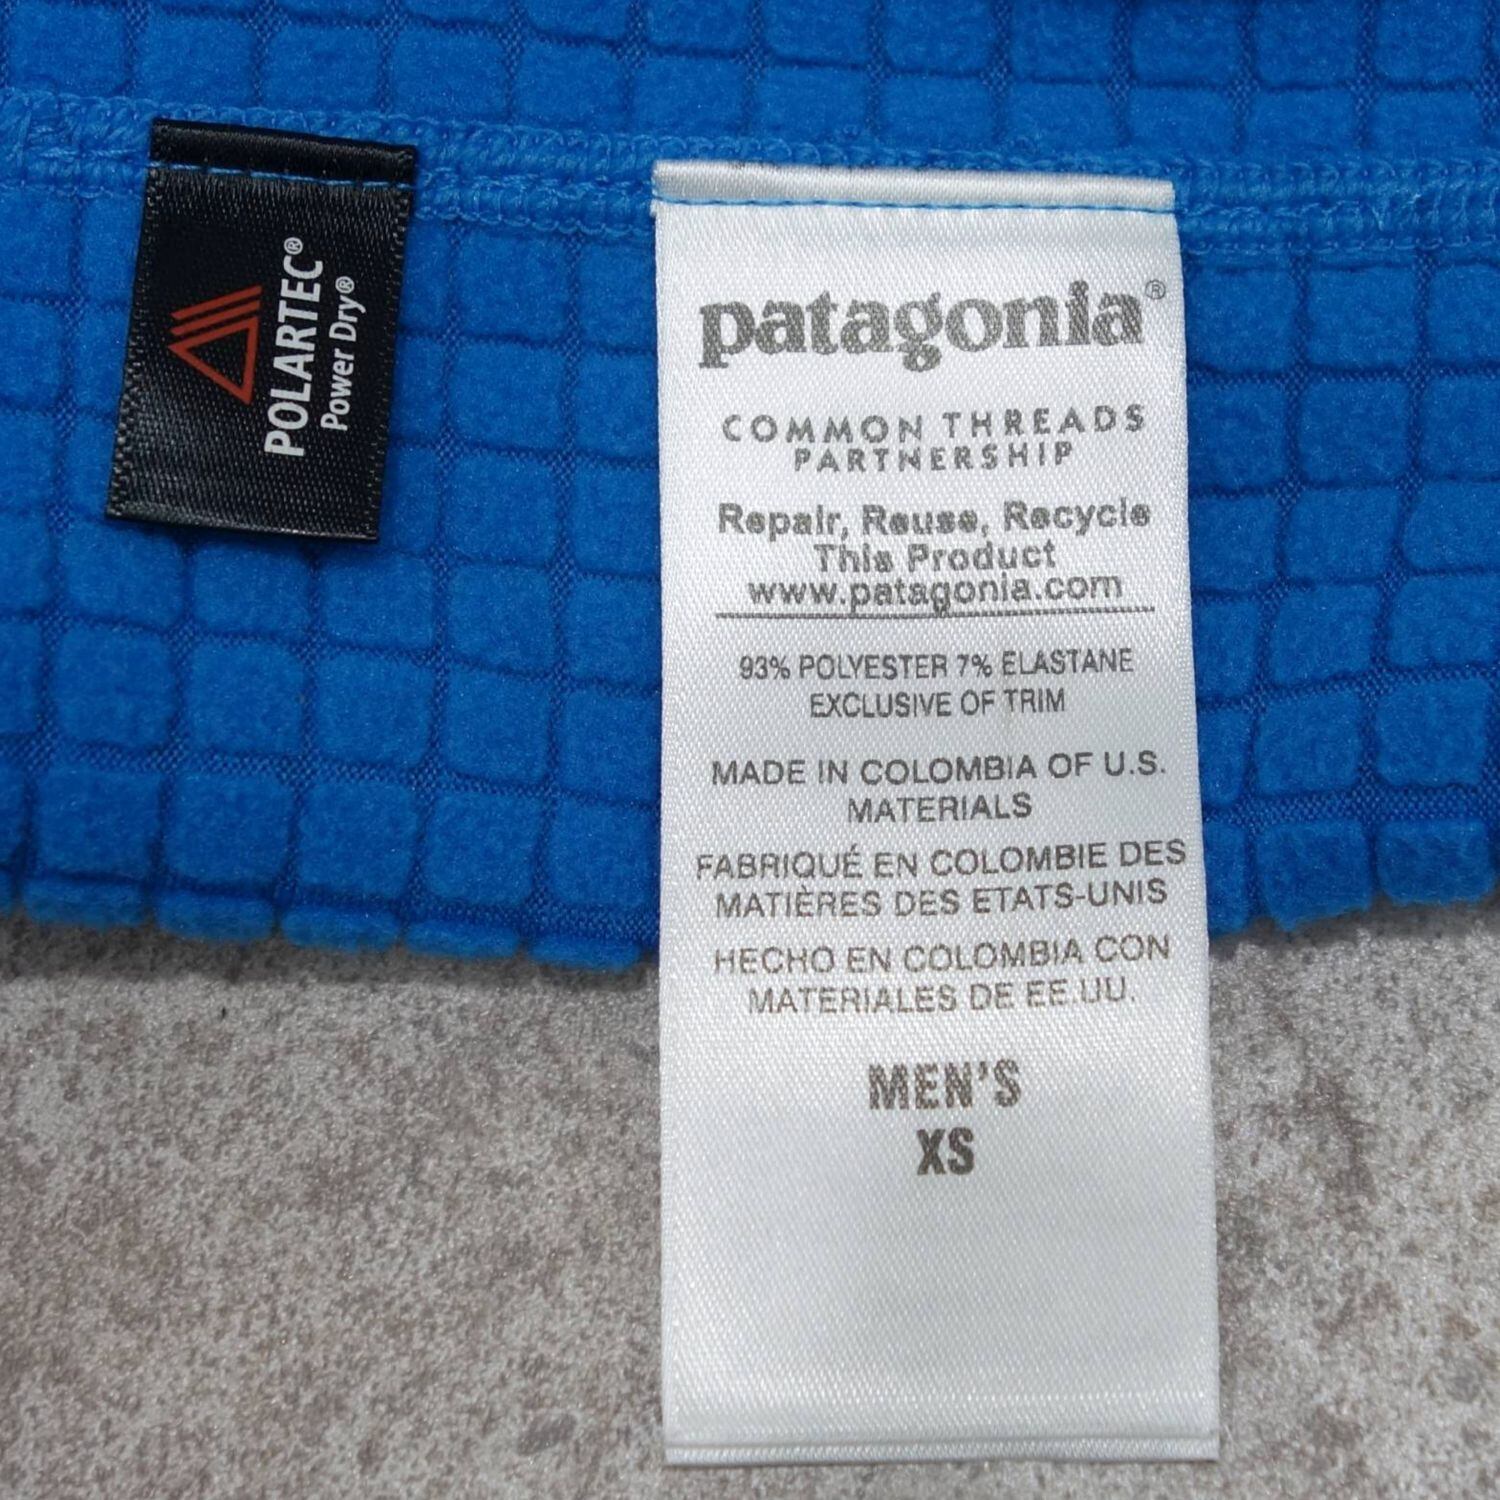 POLARTEC®
Power Dry®
patagonia®
COMMON THREADS
PARTNERSHIP
Repair, Reuse, Recycle
This Product
www.patagonia.com
93% POLYESTER 7% ELASTANE
EXCLUSIVE OF TRIM
MADE IN COLOMBIA OF U.S.
MATERIALS
FABRIQUÉ EN COLOMBIE DES
MATIÈRES DES ETATS-UNIS
HECHO EN COLOMBIA CON
MATERIALES DE EE.UU.
MEN'S
XS